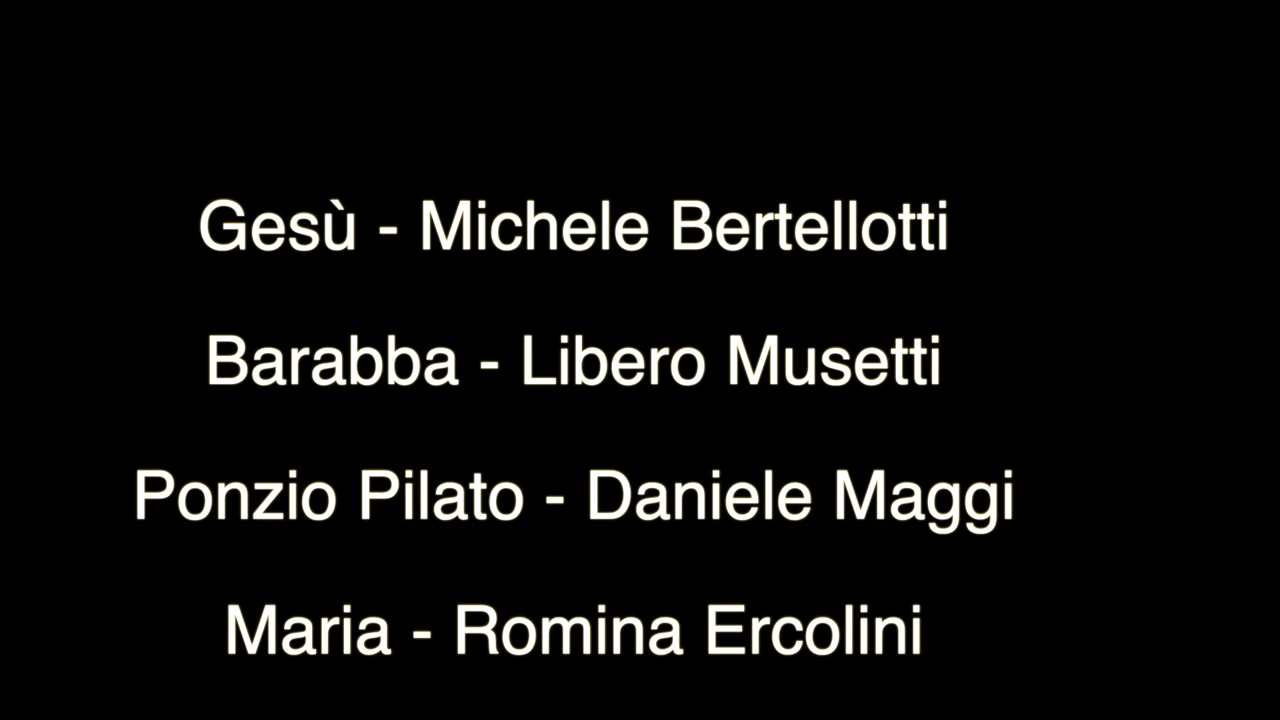 Gesù - Michele Bertellotti
Barabba - Libero Musetti
Ponzio Pilato - Daniele Maggi
Maria - Romina Ercolini